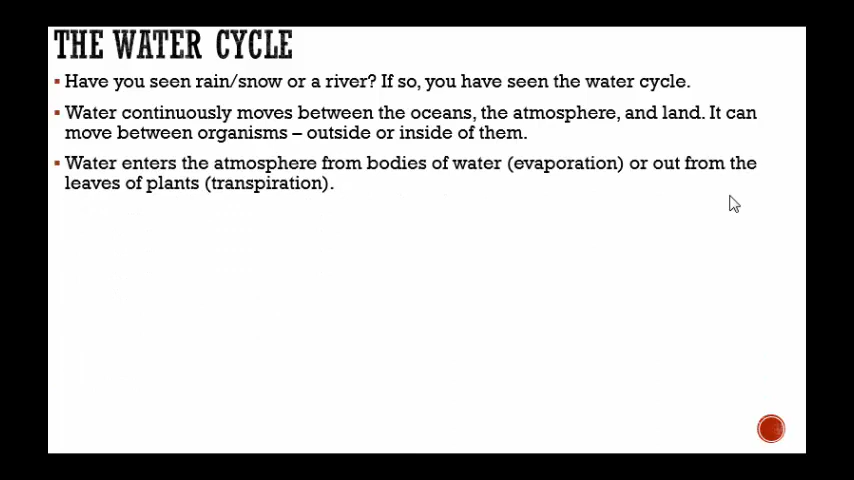 THE WATER CYCLE
▪ Have you seen rain/snow or a river? If so, you have seen the water cycle.
▪ Water continuously moves between the oceans, the atmosphere, and land. It can
move between organisms – outside or inside of them.
▪ Water enters the atmosphere from bodies of water (evaporation) or out from the
leaves of plants (transpiration).